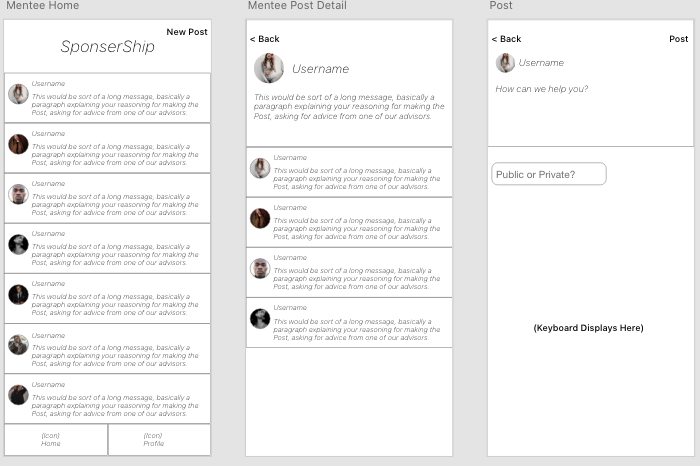 Mentee Home
New Post
SponserShip
Username
This would be sort of a long message, basically a
paragraph explaining your reasoning for making the
Post, asking for advice from one of our advisors.
Username
This would be sort of a long message, basically a
paragraph explaining your reasoning for making the
Post, asking for advice from one of our advisors.
Username
This would be sort of a long message, basically a
paragraph explaining your reasoning for making the
Post, asking for advice from one of our advisors.
Username
This would be sort of a long message, basically a
paragraph explaining your reasoning for making the
Post, asking for advice from one of our advisors.
Username
This would be sort of a long message, basically a
paragraph explaining your reasoning for making the
Post, asking for advice from one of our advisors.
Username
This would be sort of a long message, basically a
paragraph explaining your reasoning for making the
Post, asking for advice from one of our advisors.
Username
This would be sort of a long message, basically a
paragraph explaining your reasoning for making the
Post, asking for advice from one of our advisors.
(Icon)
Home
(Icon)
Profile
Mentee Post Detail
< Back
Username
This would be sort of a long message, basically a
paragraph explaining your reasoning for making the
Post, asking for advice from one of our advisors.
Username
This would be sort of a long message, basically a
paragraph explaining your reasoning for making the
Post, asking for advice from one of our advisors.
Username
This would be sort of a long message, basically a
paragraph explaining your reasoning for making the
Post, asking for advice from one of our advisors.
Username
This would be sort of a long message, basically a
paragraph explaining your reasoning for making the
Post, asking for advice from one of our advisors.
Username
This would be sort of a long message, basically a
paragraph explaining your reasoning for making the
Post, asking for advice from one of our advisors.
Post
< Back
Post
Username
How can we help you?
Public or Private?
(Keyboard Displays Here)